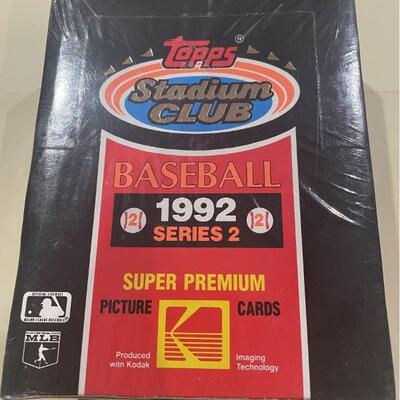 Topps
Stadium
CLUB
BASEBALL
2 1992 2
SERIES 2
SUPER PREMIUM
PICTURE CARDS
Produced with Kodak
Imaging Technology
MLB